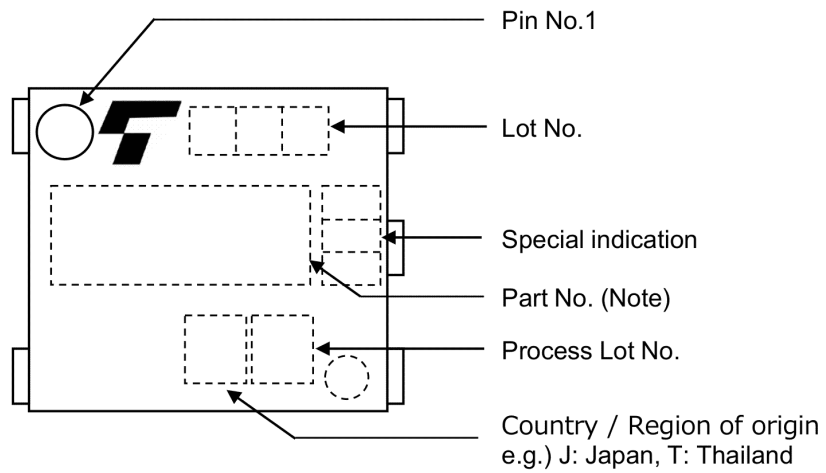 Pin No.1
Lot No.
Special indication
Part No. (Note)
Process Lot No.
Country / Region of origin
e.g.) J: Japan, T: Thailand